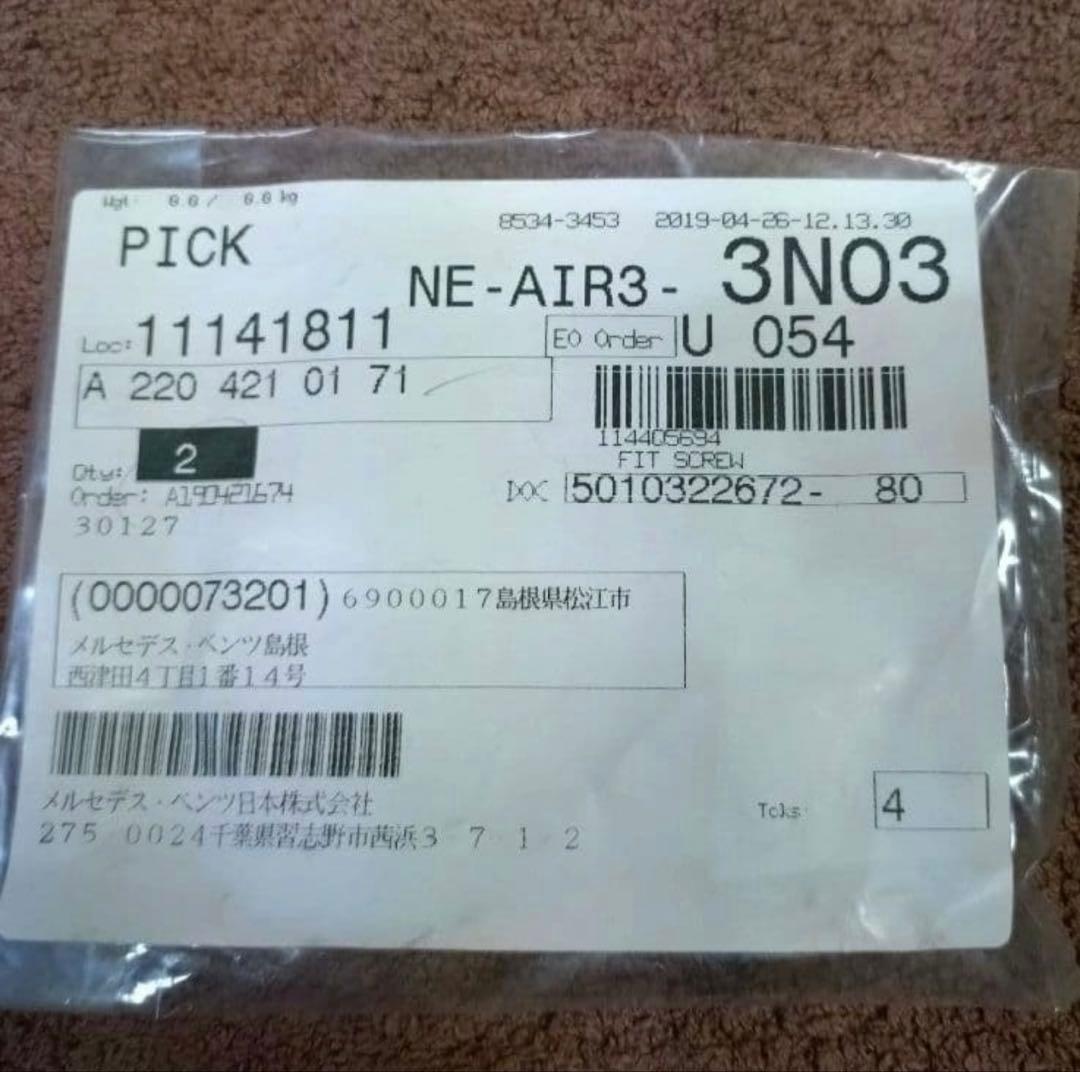 Wgt: 0.0 / 0.0 kg
8534-3453 2019-04-26-12.13.30
PICK
NE-AIR3- 3N03
Loc: 11141811
EO Order U 054
A 220 421 01 71
114405694
FIT SCREW
Qty: 2
Order: A190421674
DOC 5010322672- 80
30127
(0000073201) 6900017島根県松江市
メルセデス・ベンツ島根
西津田4丁目1番14号
メルセデス・ベンツ日本株式会社
275 0024千葉県習志野市茜浜3 7 1 2
Tcks: 4